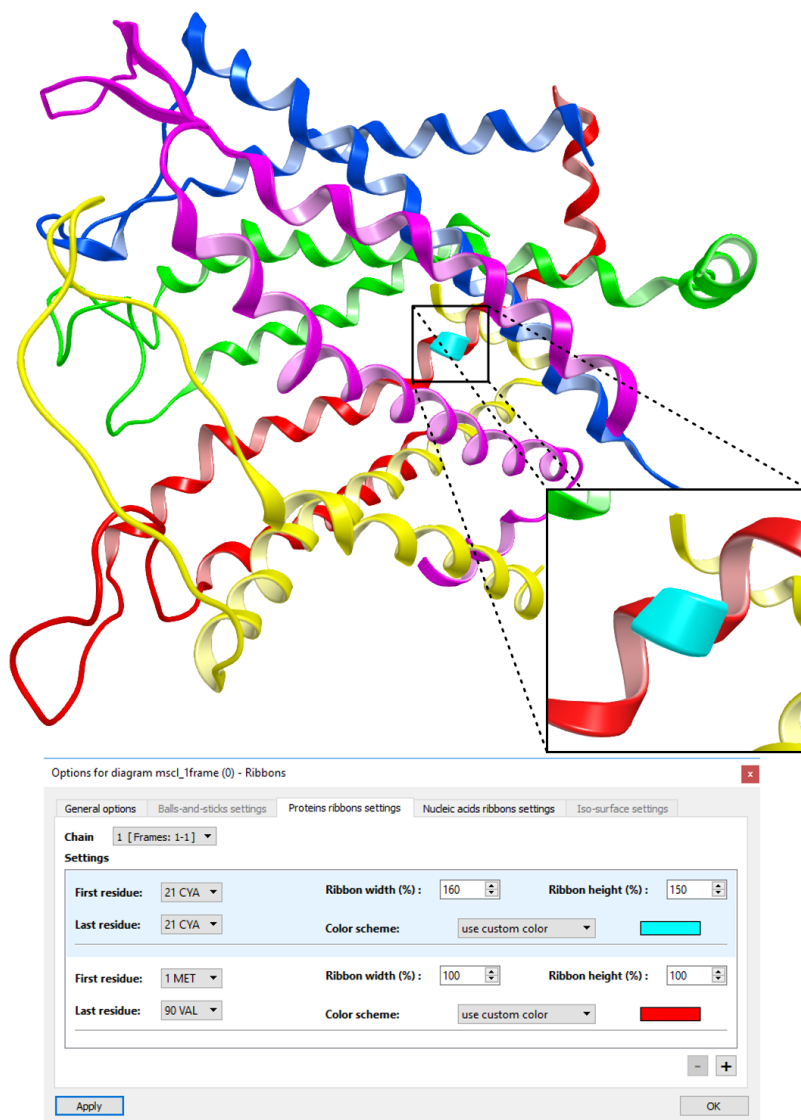 Options for diagram mscl_1frame (0) - Ribbons x
General options Balls-and-sticks settings Proteins ribbons settings Nucleic acids ribbons settings Iso-surface settings
Chain 1 [ Frames: 1-1 ]
Settings
First residue: 21 CYA Ribbon width (%) : 160 Ribbon height (%) : 150
Last residue: 21 CYA Color scheme: use custom color
First residue: 1 MET Ribbon width (%) : 100 Ribbon height (%) : 100
Last residue: 90 VAL Color scheme: use custom color
- +
Apply OK